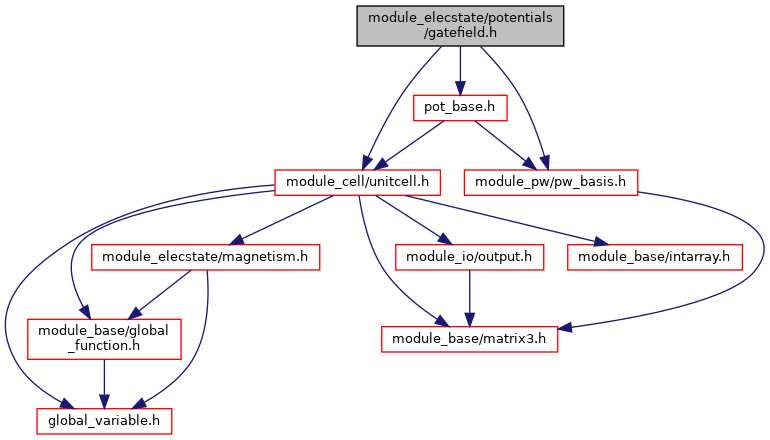 module_elecstate/potentials
/gatefield.h
pot_base.h
module_cell/unitcell.h
module_pw/pw_basis.h
module_elecstate/magnetism.h
module_io/output.h
module_base/intarray.h
module_base/global
_function.h
module_base/matrix3.h
global_variable.h